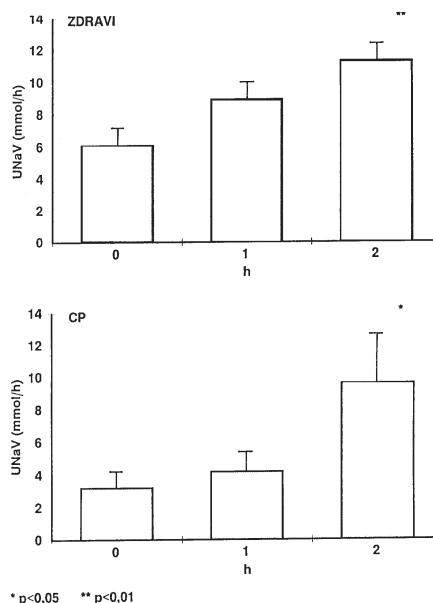 ZDRAVI
**
UNaV (mmol/h)
14
12
10
8
6
4
2
0
0 1 2
h
CP
*
UNaV (mmol/h)
14
12
10
8
6
4
2
0
0 1 2
h
* p<0,05 ** p<0,01